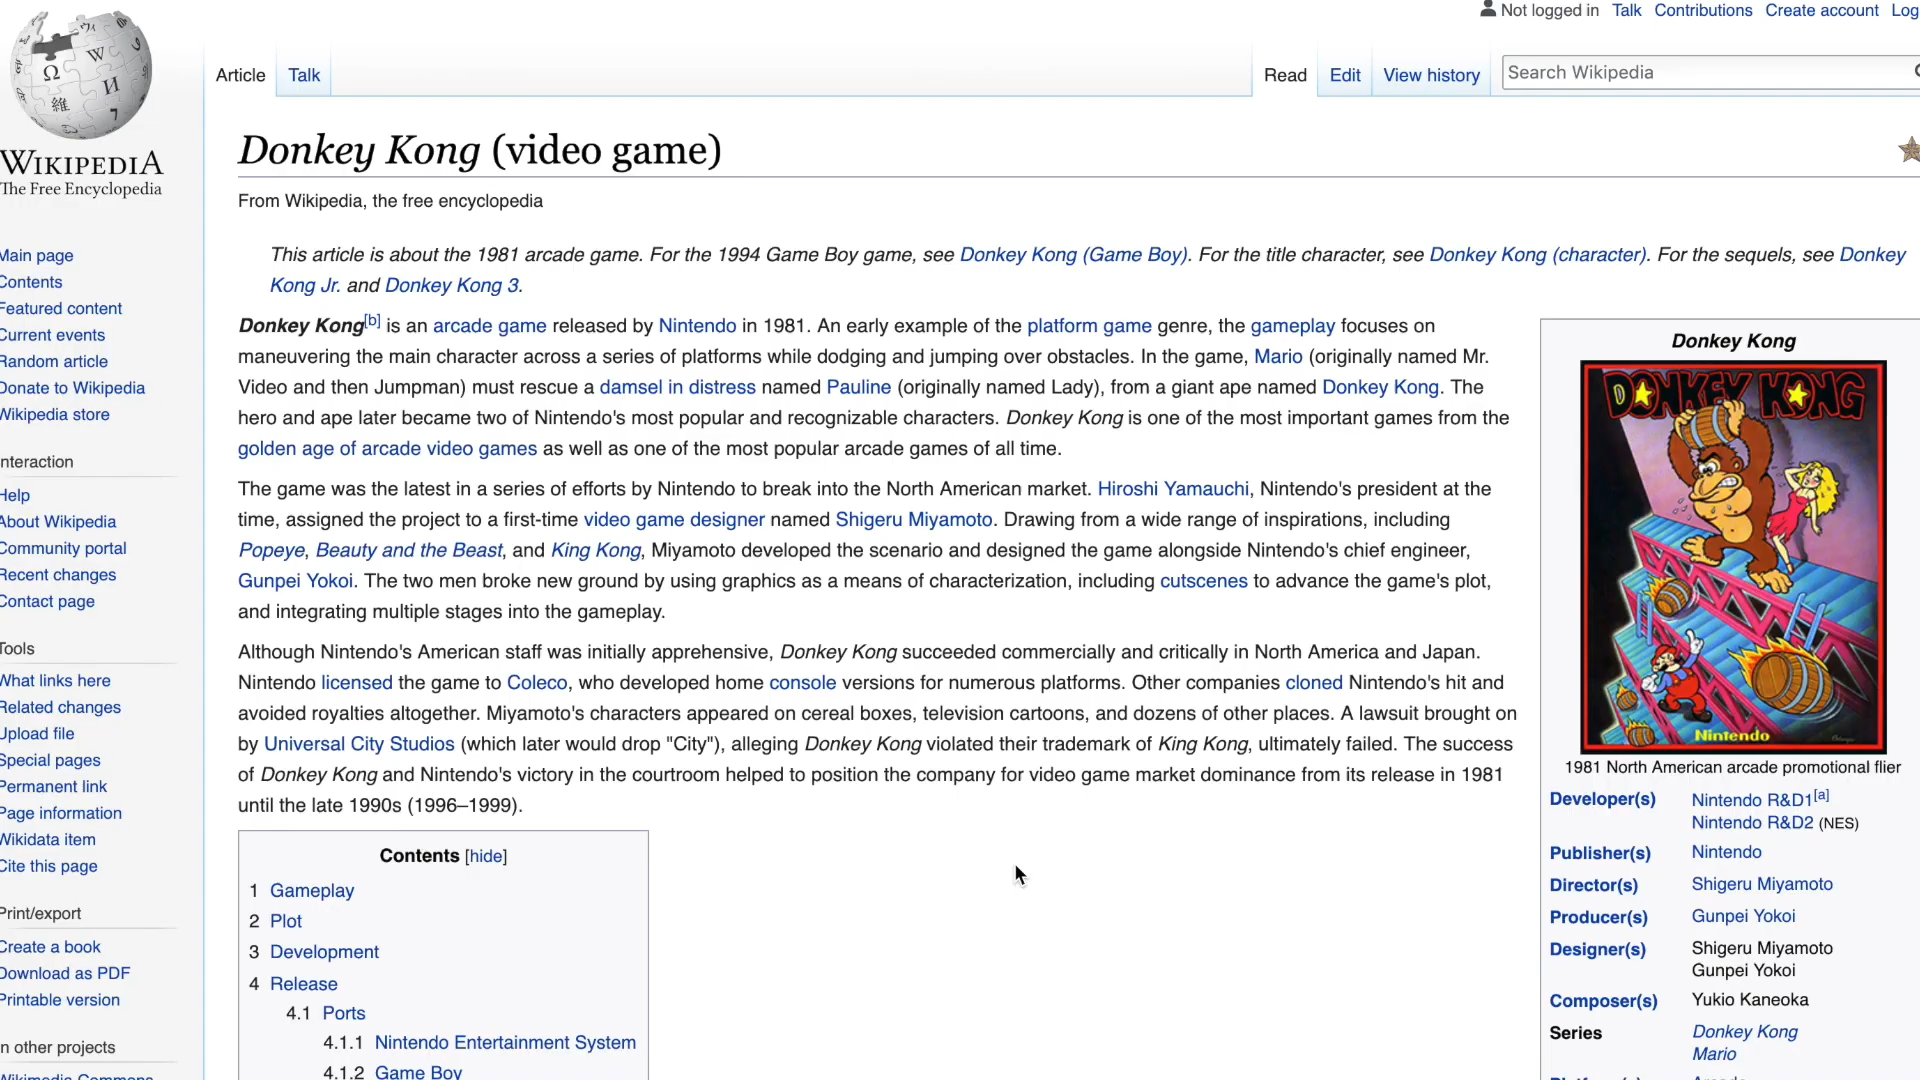 Not logged in Talk Contributions Create account Log
Article Talk Read Edit View history Search Wikipedia
WIKIPEDIA
The Free Encyclopedia
Donkey Kong (video game)
From Wikipedia, the free encyclopedia
This article is about the 1981 arcade game. For the 1994 Game Boy game, see Donkey Kong (Game Boy). For the title character, see Donkey Kong (character). For the sequels, see Donkey
Kong Jr. and Donkey Kong 3.
Donkey Kong[b] is an arcade game released by Nintendo in 1981. An early example of the platform game genre, the gameplay focuses on
maneuvering the main character across a series of platforms while dodging and jumping over obstacles. In the game, Mario (originally named Mr.
Video and then Jumpman) must rescue a damsel in distress named Pauline (originally named Lady), from a giant ape named Donkey Kong. The
hero and ape later became two of Nintendo's most popular and recognizable characters. Donkey Kong is one of the most important games from the
golden age of arcade video games as well as one of the most popular arcade games of all time.
The game was the latest in a series of efforts by Nintendo to break into the North American market. Hiroshi Yamauchi, Nintendo's president at the
time, assigned the project to a first-time video game designer named Shigeru Miyamoto. Drawing from a wide range of inspirations, including
Popeye, Beauty and the Beast, and King Kong, Miyamoto developed the scenario and designed the game alongside Nintendo's chief engineer,
Gunpei Yokoi. The two men broke new ground by using graphics as a means of characterization, including cutscenes to advance the game's plot,
and integrating multiple stages into the gameplay.
Although Nintendo's American staff was initially apprehensive, Donkey Kong succeeded commercially and critically in North America and Japan.
Nintendo licensed the game to Coleco, who developed home console versions for numerous platforms. Other companies cloned Nintendo's hit and
avoided royalties altogether. Miyamoto's characters appeared on cereal boxes, television cartoons, and dozens of other places. A lawsuit brought on
by Universal City Studios (which later would drop "City"), alleging Donkey Kong violated their trademark of King Kong, ultimately failed. The success
of Donkey Kong and Nintendo's victory in the courtroom helped to position the company for video game market dominance from its release in 1981
until the late 1990s (1996–1999).
Contents [hide]
1 Gameplay
2 Plot
3 Development
4 Release
4.1 Ports
4.1.1 Nintendo Entertainment System
4.1.2 Game Boy
Main page
Contents
Featured content
Current events
Random article
Donate to Wikipedia
Wikipedia store
nteraction
Help
About Wikipedia
Community portal
Recent changes
Contact page
Tools
What links here
Related changes
Upload file
Special pages
Permanent link
Page information
Wikidata item
Cite this page
Print/export
Create a book
Download as PDF
Printable version
n other projects
Wikimedia Commons
Donkey Kong
DONKEY KONG
Nintendo
1981 North American arcade promotional flier
Developer(s) Nintendo R&D1[a]
Nintendo R&D2 (NES)
Publisher(s) Nintendo
Director(s) Shigeru Miyamoto
Producer(s) Gunpei Yokoi
Designer(s) Shigeru Miyamoto
Gunpei Yokoi
Composer(s) Yukio Kaneoka
Series Donkey Kong
Mario